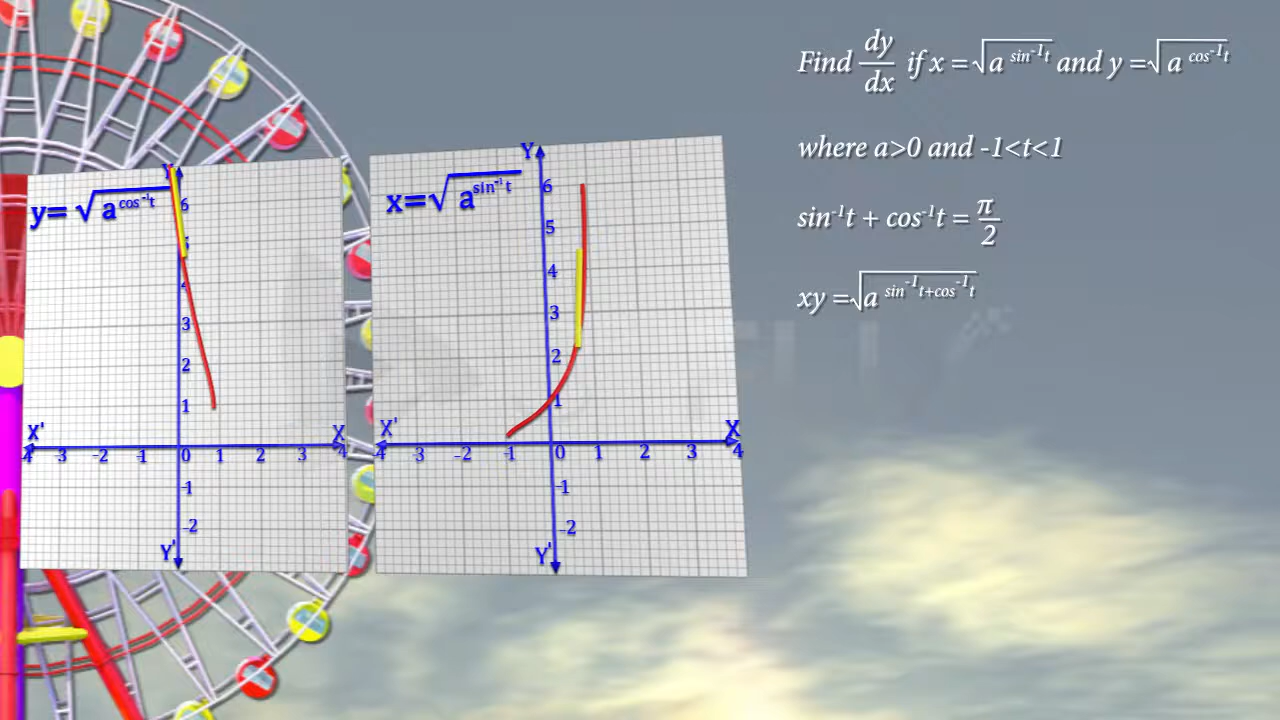 Find dy/dx if x = √a^(sin⁻¹t) and y = √a^(cos⁻¹t)
where a>0 and -1<t<1
sin⁻¹t + cos⁻¹t = π/2
xy = √a^(sin⁻¹t+cos⁻¹t)
y= √a^(cos⁻¹t)
Y
6
5
4
3
2
1
X' X
4 3 -2 -1 0 1 2 3 4
-1
-2
Y'
x= √a^(sin⁻¹t)
Y
6
5
4
3
2
1
X' X
4 -3 -2 -1 0 1 2 3 4
-1
-2
Y'